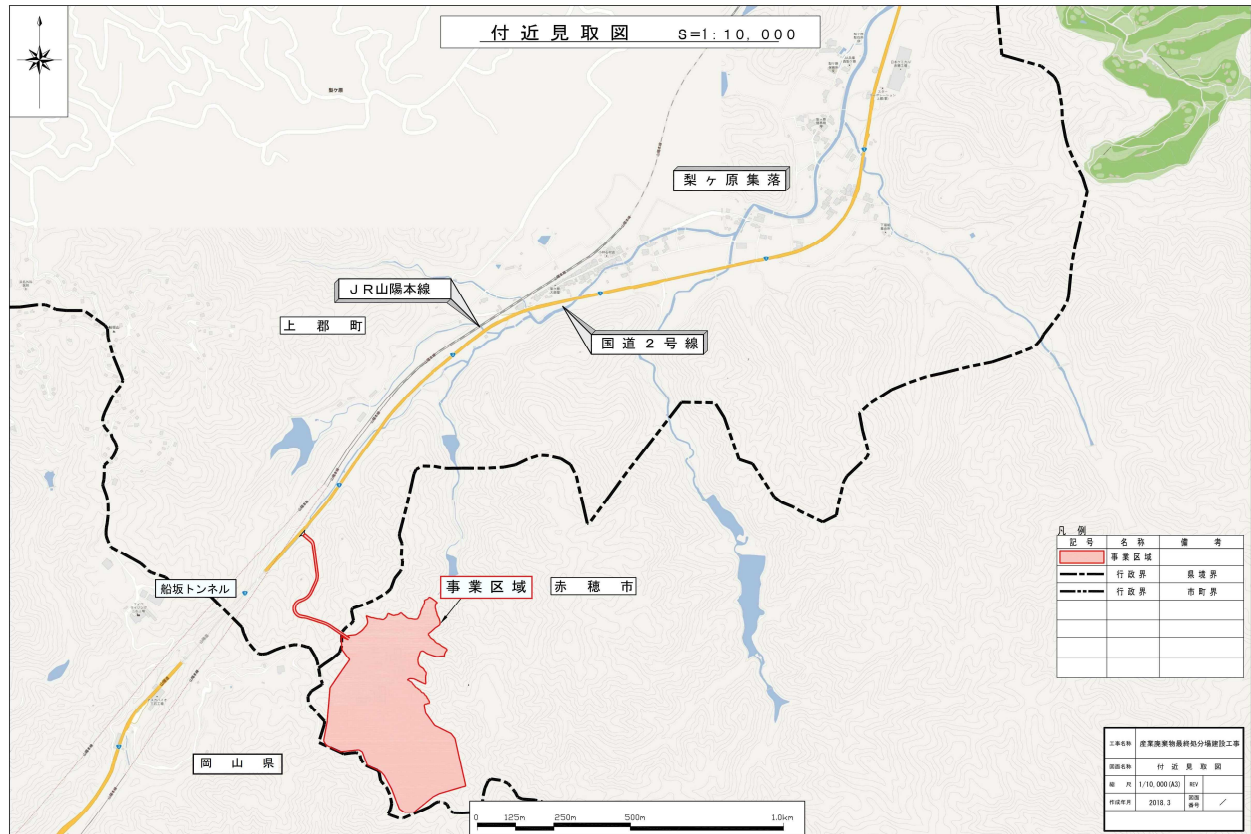 付近見取図 S=1:10,000
梨ケ原
梨ヶ原集落
JR山陽本線
上郡町
国道2号線
船坂トンネル
事業区域
赤穂市
岡山県
凡例
記号 名称 備考
事業区域
行政界 県境界
行政界 市町界
工事名称 産業廃棄物最終処分場建設工事
図面名称 付近見取図
縮尺 1/10,000(A3) REV
作成年月 2018.3 図面番号 /
0 125m 250m 500m 1.0km